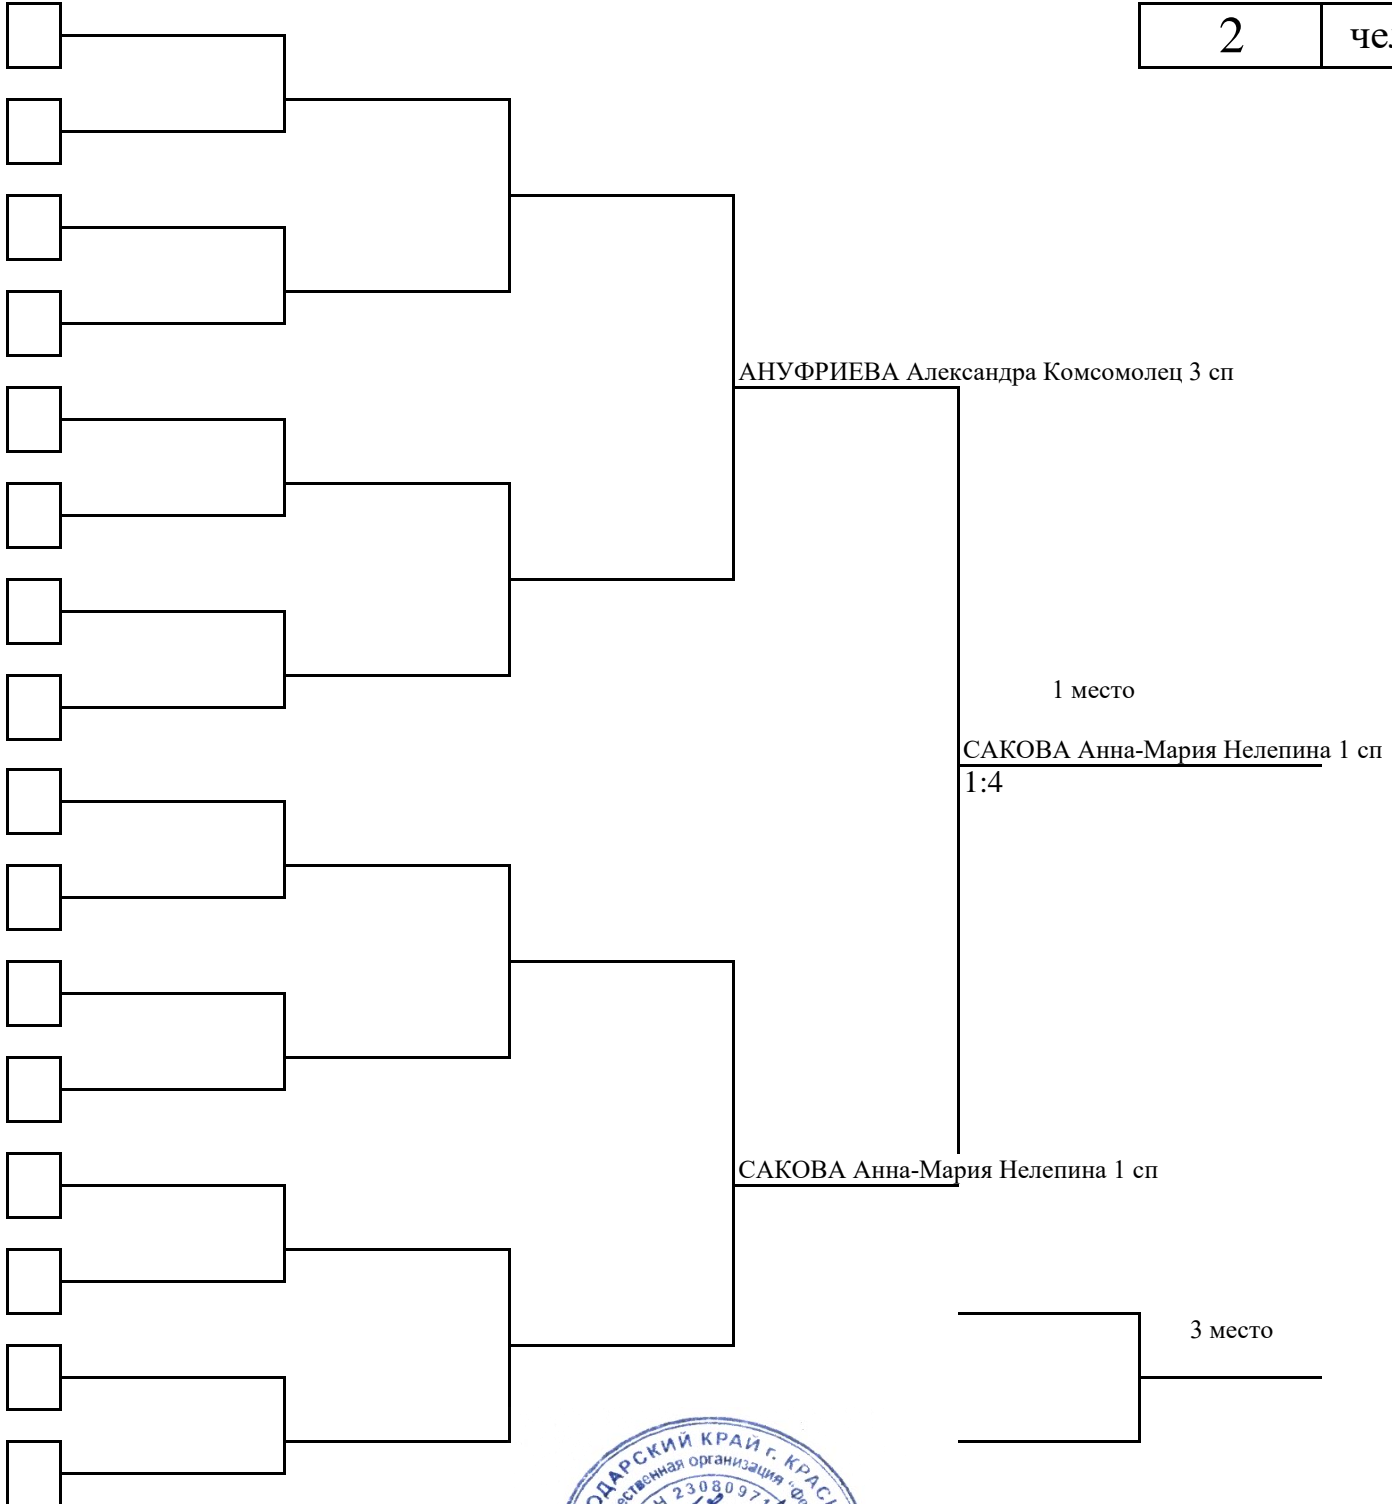 2
АНУФРИЕВА Александра Комсомолец 3 сп
1 место
САКОВА Анна-Мария Нелепина 1 сп
1:4
САКОВА Анна-Мария Нелепина 1 сп
3 место
КРАЙ г.
организация